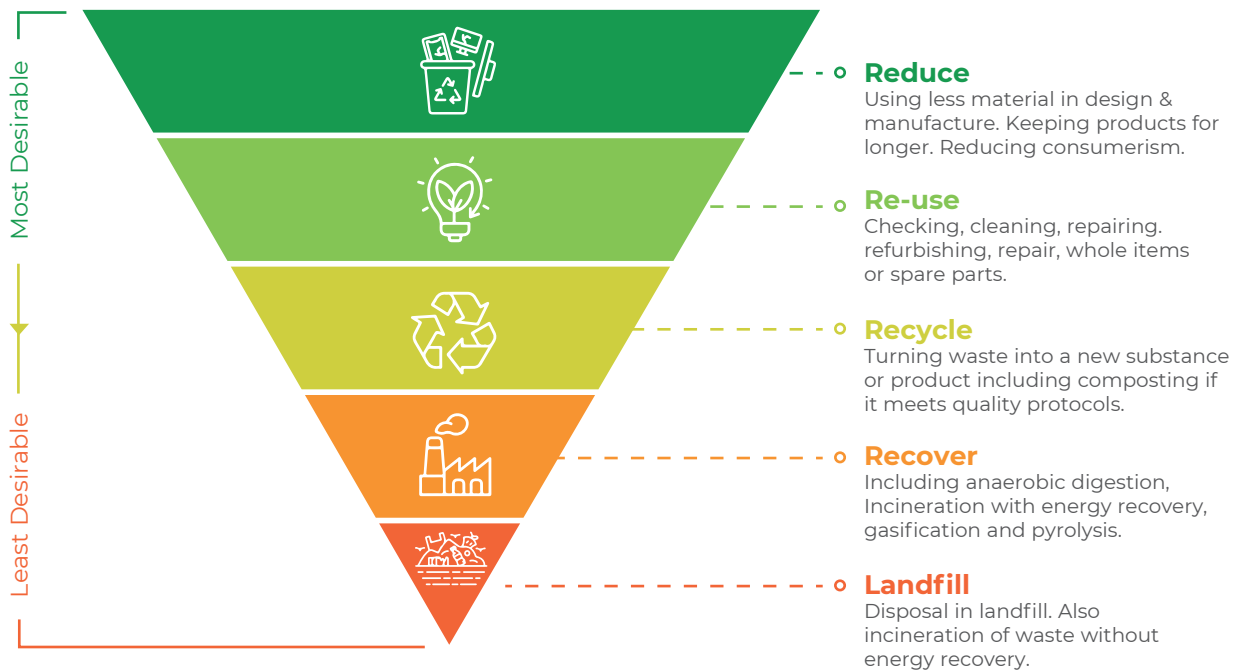 Most Desirable
Least Desirable
Reduce
Using less material in design &
manufacture. Keeping products for
longer. Reducing consumerism.
Re-use
Checking, cleaning, repairing.
refurbishing, repair, whole items
or spare parts.
Recycle
Turning waste into a new substance
or product including composting if
it meets quality protocols.
Recover
Including anaerobic digestion,
Incineration with energy recovery,
gasification and pyrolysis.
Landfill
Disposal in landfill. Also
incineration of waste without
energy recovery.